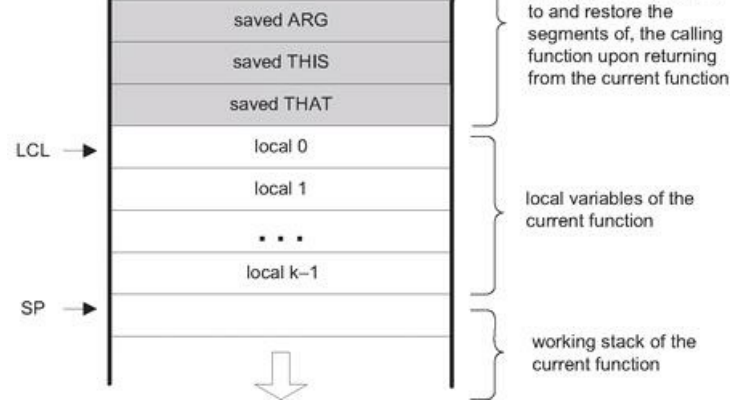 to and restore the
saved ARG
segments of, the calling
function upon returning
saved THIS
from the current function
saved THAT
LCL
local 0
local 1
local variables of the
current function
. . .
local k–1
SP
working stack of the
current function